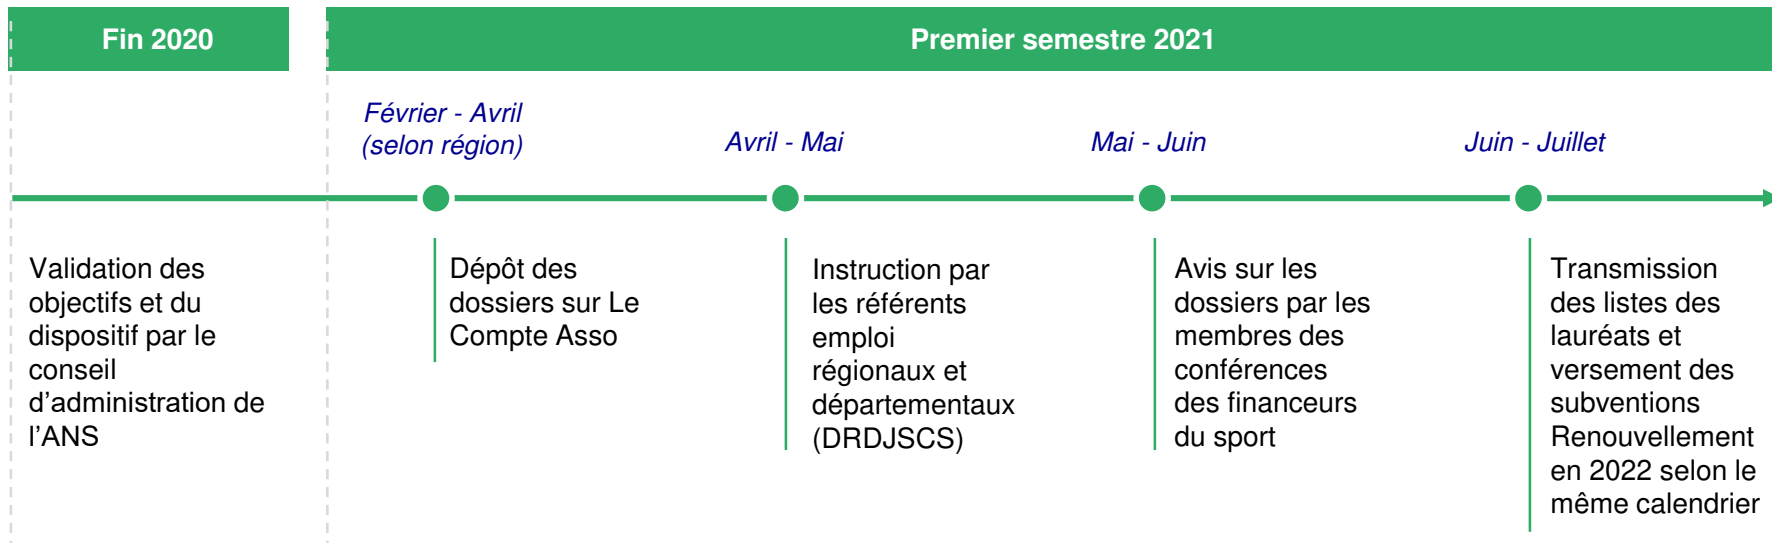 Fin 2020
Premier semestre 2021
Février - Avril
(selon région)
Avril - Mai
Mai - Juin
Juin - Juillet
Validation des
objectifs et du
dispositif par le
conseil
d’administration de
l’ANS
Dépôt des
dossiers sur Le
Compte Asso
Instruction par
les référents
emploi
régionaux et
départementaux
(DRDJSCS)
Avis sur les
dossiers par les
membres des
conférences
des financeurs
du sport
Transmission
des listes des
lauréats et
versement des
subventions
Renouvellement
en 2022 selon le
même calendrier